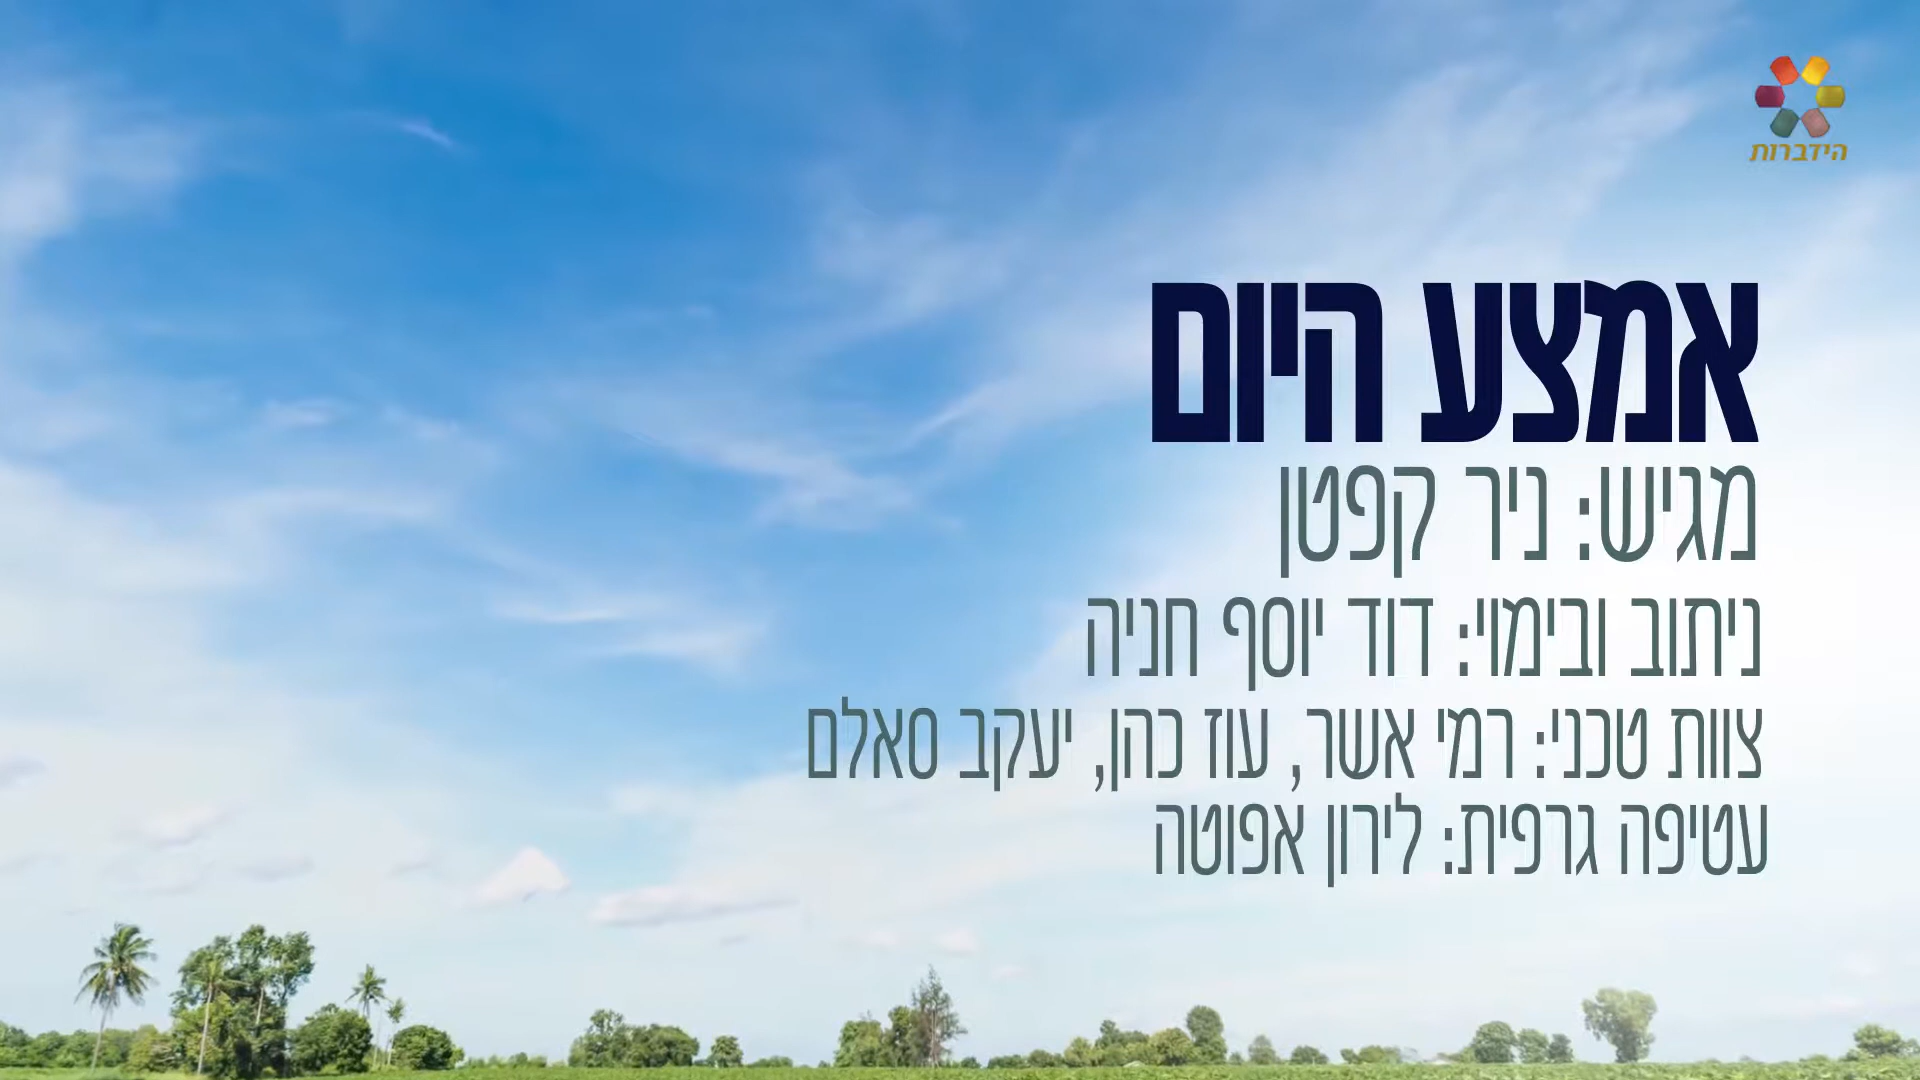 הידברות
אמצע היום
מגיש: ניר קפטן
ניתוב ובימוי: דוד יוסף חניה
צוות טכני: רמי אשר, עוז כהן, יעקב סאלם
עטיפה גרפית: לירון אפוטה